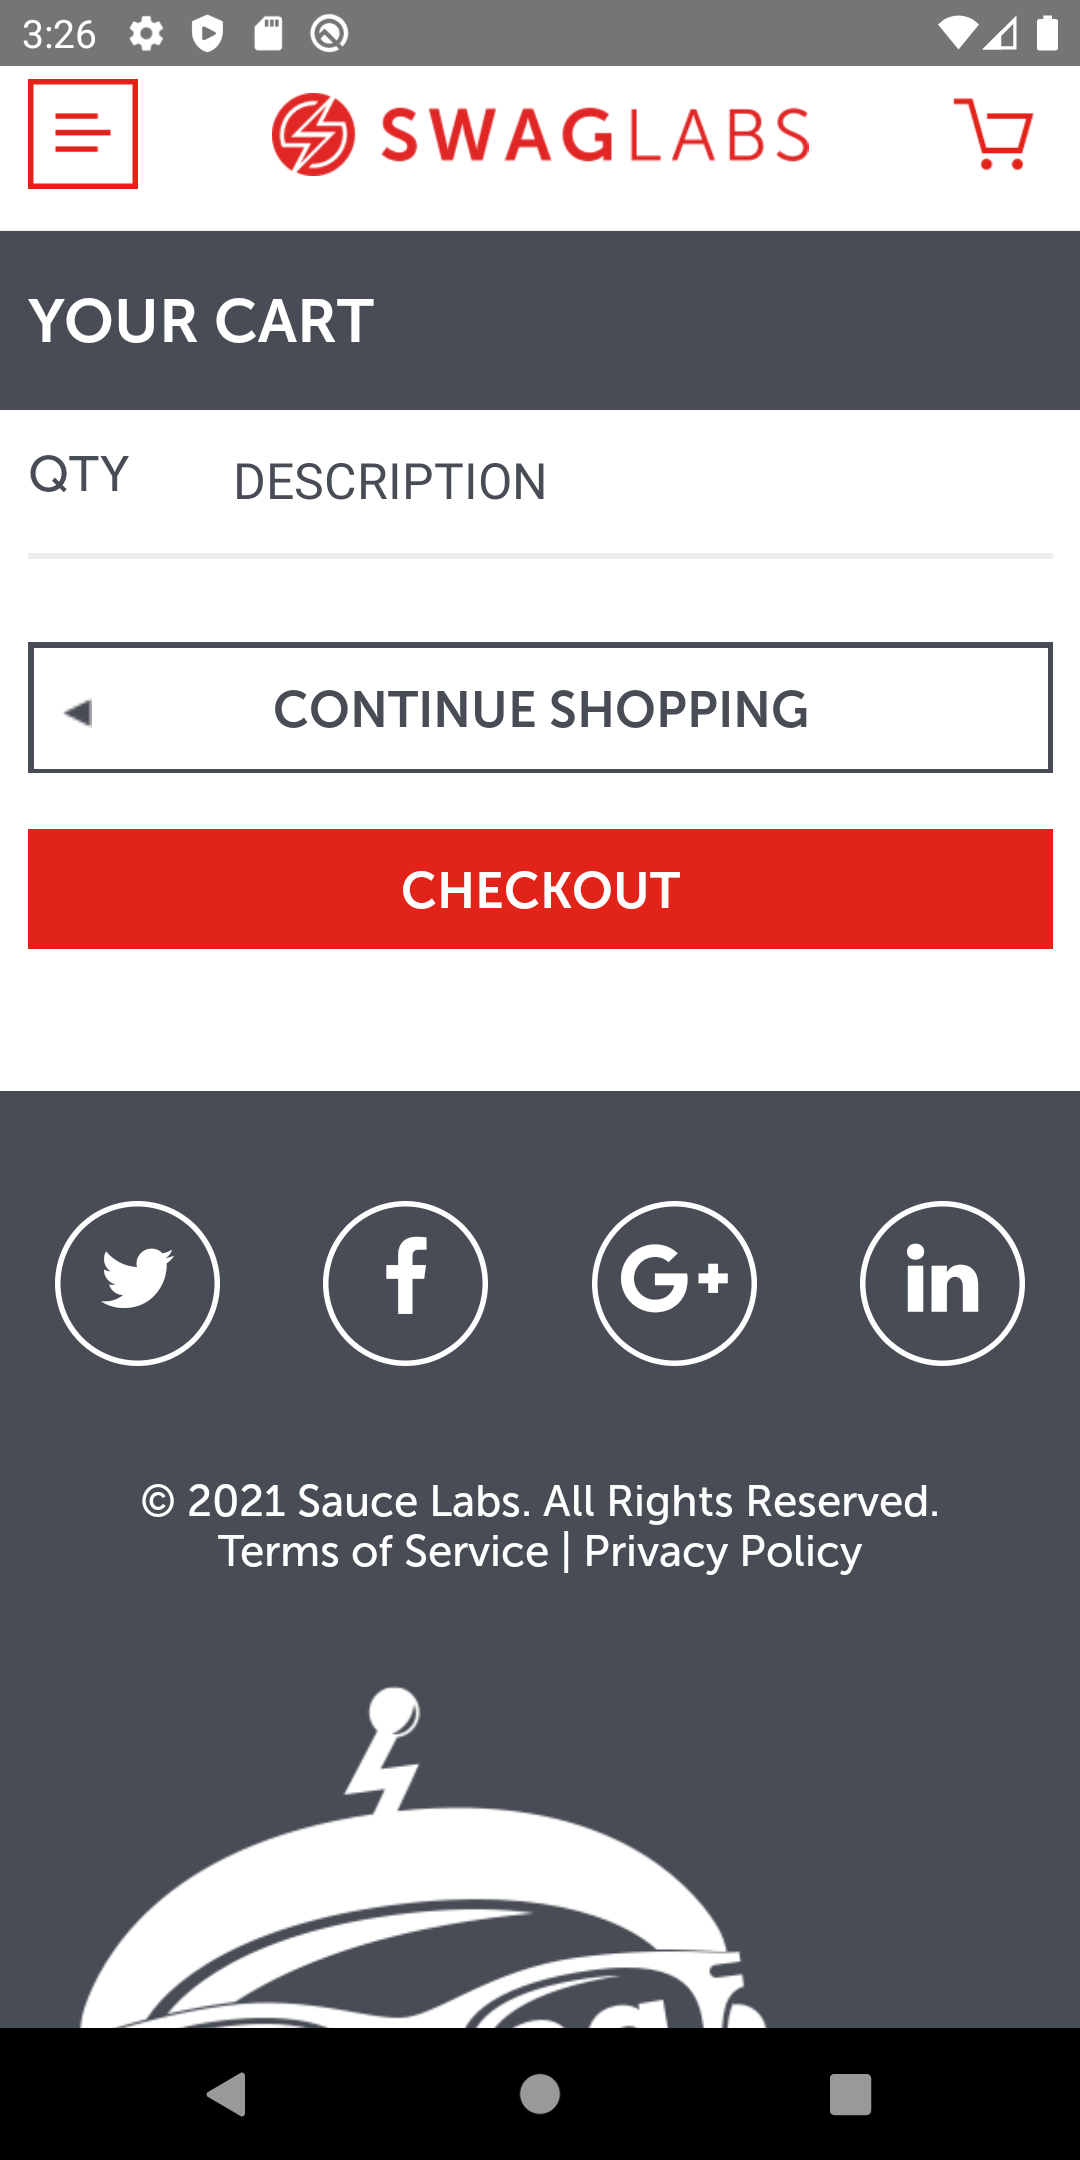 3:26
SWAGLABS
YOUR CART
QTY DESCRIPTION
CONTINUE SHOPPING
CHECKOUT
f G+ in
© 2021 Sauce Labs. All Rights Reserved.
Terms of Service | Privacy Policy